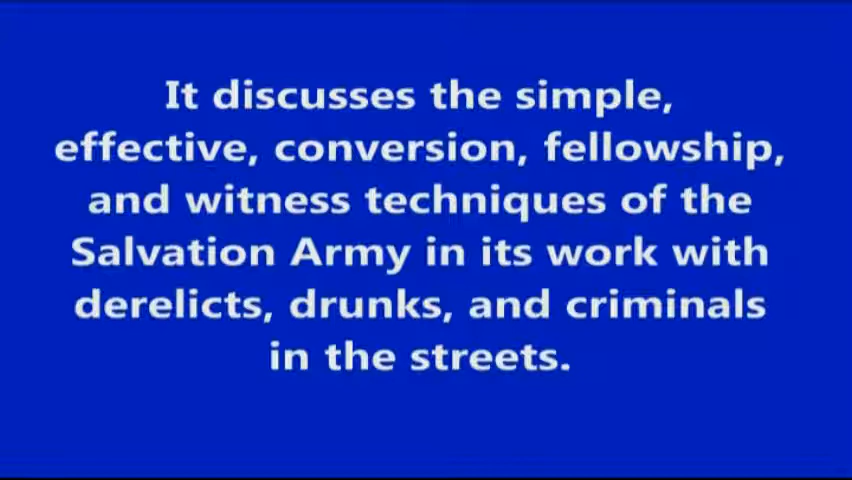 It discusses the simple,
effective, conversion, fellowship,
and witness techniques of the
Salvation Army in its work with
derelicts, drunks, and criminals
in the streets.